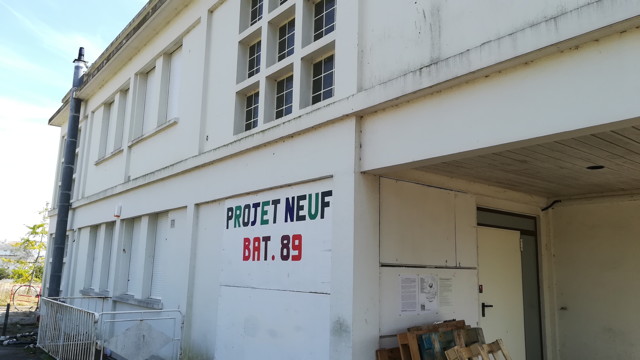 PROJET NEUF
BAT. 89